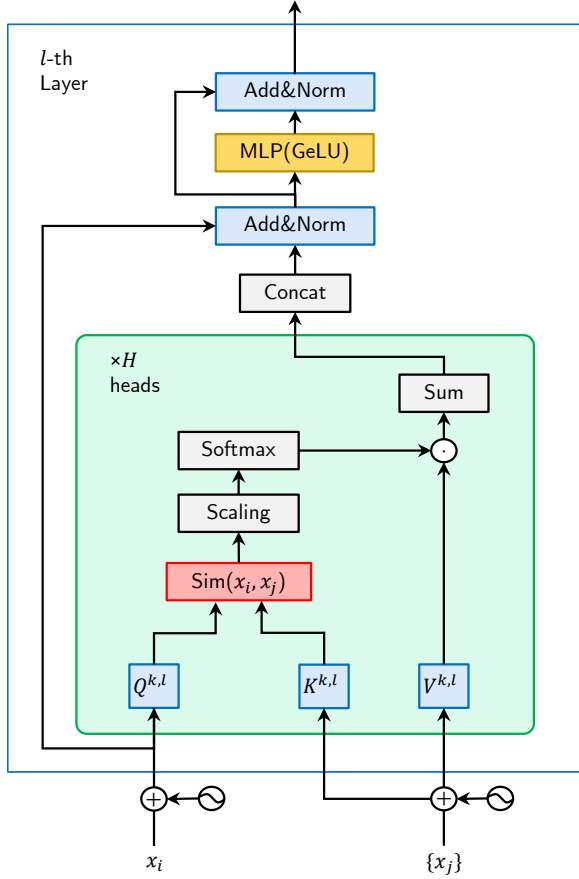 l-th
Layer
Add&Norm
MLP(GeLU)
Add&Norm
Concat
×H
heads
Sum
Softmax
·
Scaling
Sim(x_i, x_j)
Q^{k,l}
K^{k,l}
V^{k,l}
+
+
x_i
{x_j}